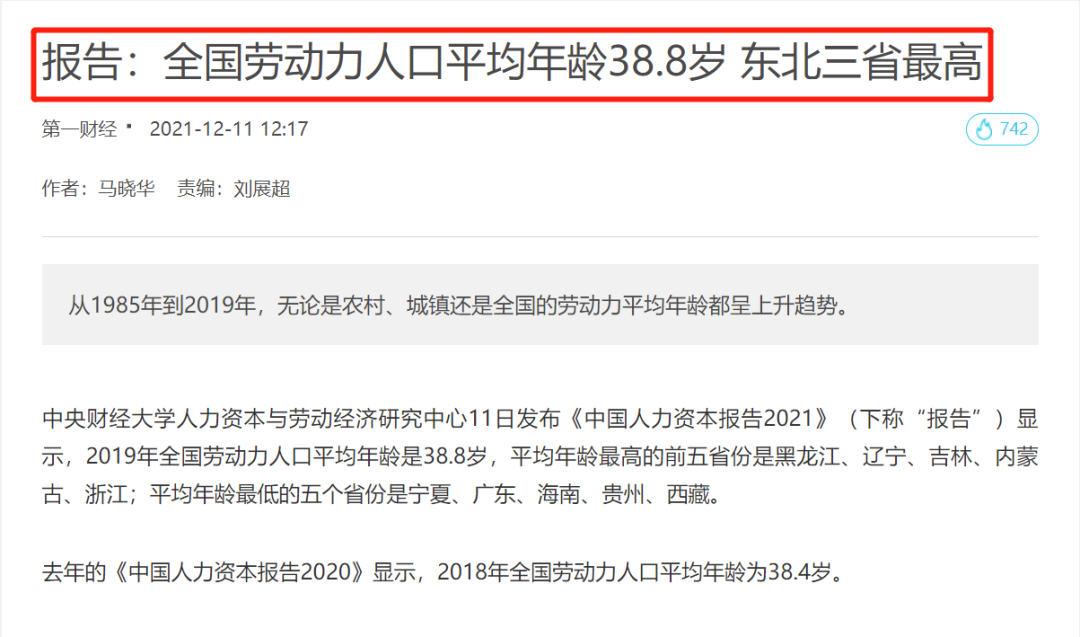 报告：全国劳动力人口平均年龄38.8岁 东北三省最高
第一财经 · 2021-12-11 12:17
742
作者：马晓华 责编：刘展超
从1985年到2019年，无论是农村、城镇还是全国的劳动力平均年龄都呈上升趋势。
中央财经大学人力资本与劳动经济研究中心11日发布《中国人力资本报告2021》（下称“报告”）显
示，2019年全国劳动力人口平均年龄是38.8岁，平均年龄最高的前五省份是黑龙江、辽宁、吉林、内蒙
古、浙江；平均年龄最低的五个省份是宁夏、广东、海南、贵州、西藏。
去年的《中国人力资本报告2020》显示，2018年全国劳动力人口平均年龄为38.4岁。